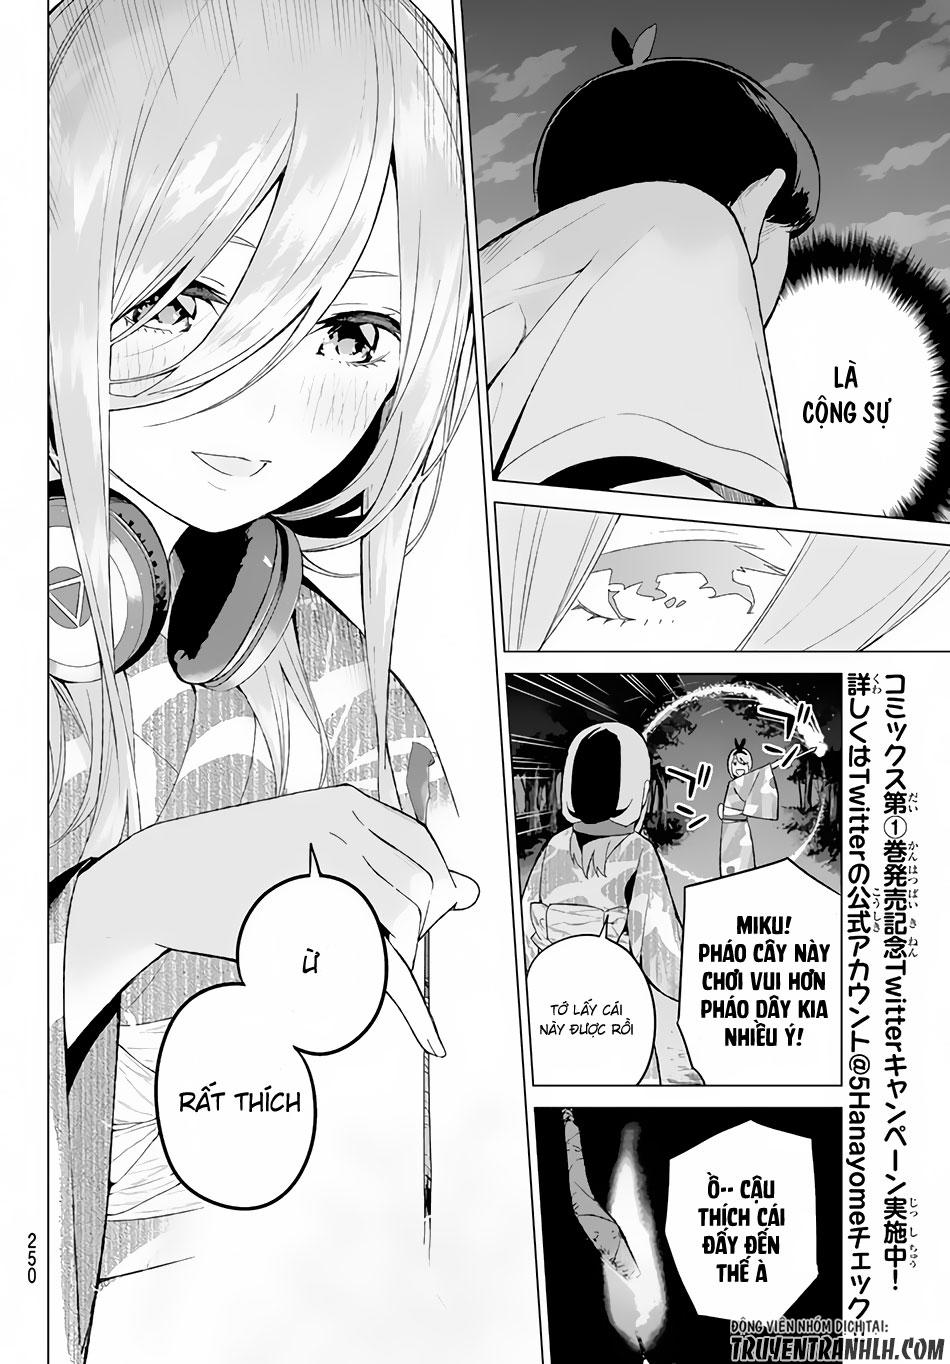 LÀ
CỘNG SỰ
コミックス第①巻発売記念Twitterキャンペーン実施中!
詳しくはTwitterの公式アカウント@5Hanayomeチェック
ブン
ブン
MIKU!
PHÁO CÂY NÀY
CHƠI VUI HƠN
PHÁO DÂY KIA
NHIỀU Ý!
TỚ LẤY CÁI
NÀY ĐƯỢC RỒI
Ồ-- CẬU
THÍCH CÁI
ĐẤY ĐẾN
THẾ À
Ừ
RẤT THÍCH
250
ĐỘNG VIÊN NHÓM DỊCH TẠI:
TRUYENTRANHLH.COM